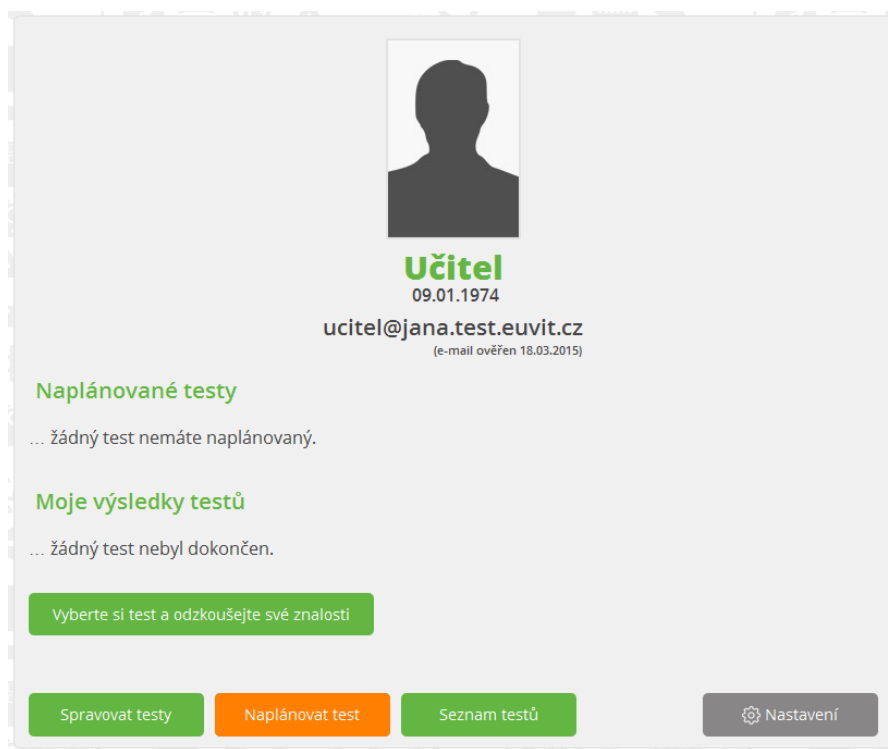 Učitel
09.01.1974
ucitel@jana.test.euvit.cz
(e-mail ověřen 18.03.2015)
Naplánované testy
... žádný test nemáte naplánovaný.
Moje výsledky testů
... žádný test nebyl dokončen.
Vyberte si test a odzkoušejte své znalosti
Spravovat testy
Naplánovat test
Seznam testů
Nastavení